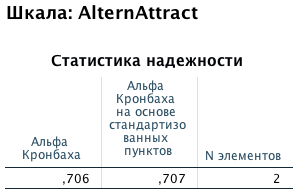 Шкала: AlternAttract
Статистика надежности
Альфа
Кронбаха
Альфа
Кронбаха
на основе
стандартизо
ванных
пунктов
N элементов
,706 ,707 2